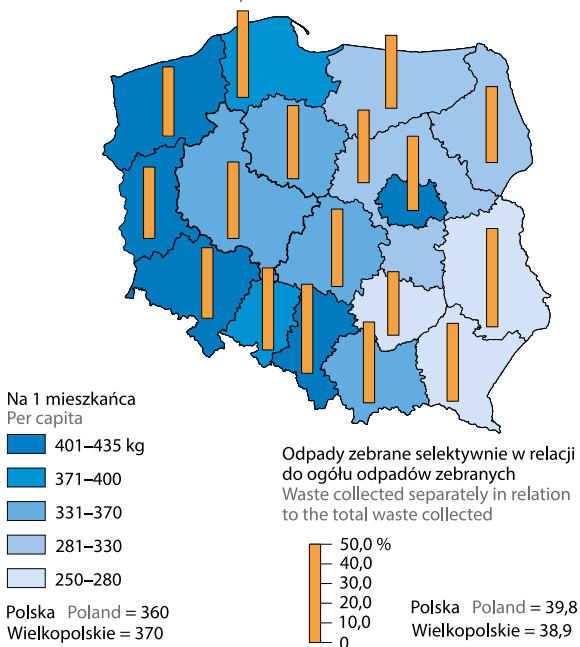 Na 1 mieszkańca
Per capita
401–435 kg
371–400
331–370
281–330
250–280
Polska Poland = 360
Wielkopolskie = 370
Odpady zebrane selektywnie w relacji
do ogółu odpadów zebranych
Waste collected separately in relation
to the total waste collected
50,0 %
40,0
30,0
20,0
10,0
0
Polska Poland = 39,8
Wielkopolskie = 38,9